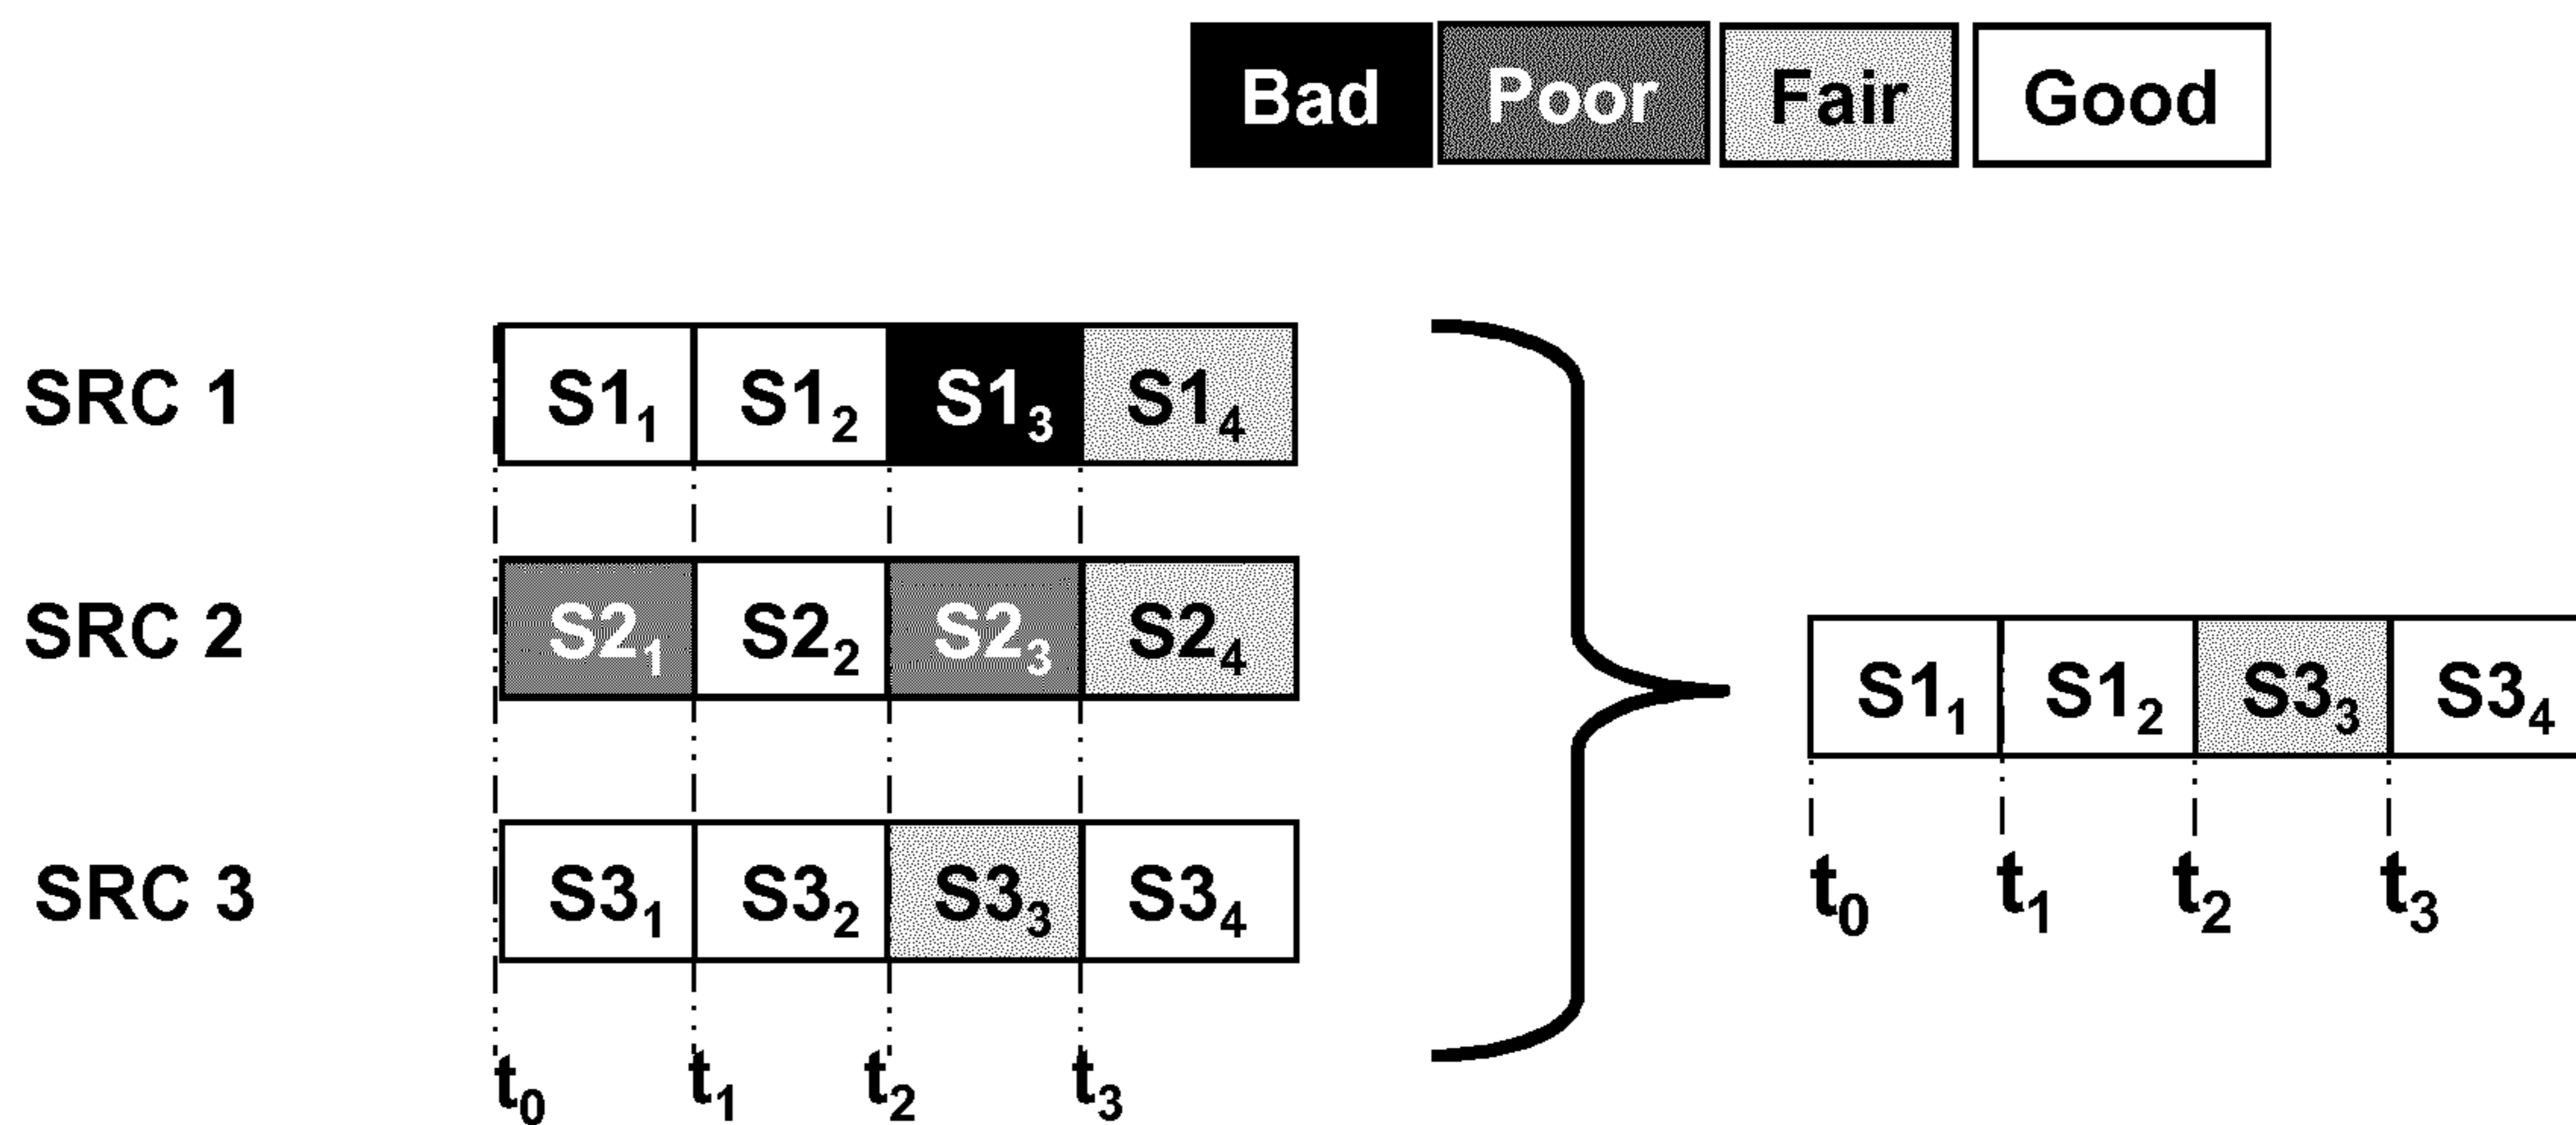 Bad Poor Fair Good
SRC 1 S1₁ S1₂ S1₃ S1₄
SRC 2 S2₁ S2₂ S2₃ S2₄
S1₁ S1₂ S3₃ S3₄
SRC 3 S3₁ S3₂ S3₃ S3₄
t₀ t₁ t₂ t₃
t₀ t₁ t₂ t₃